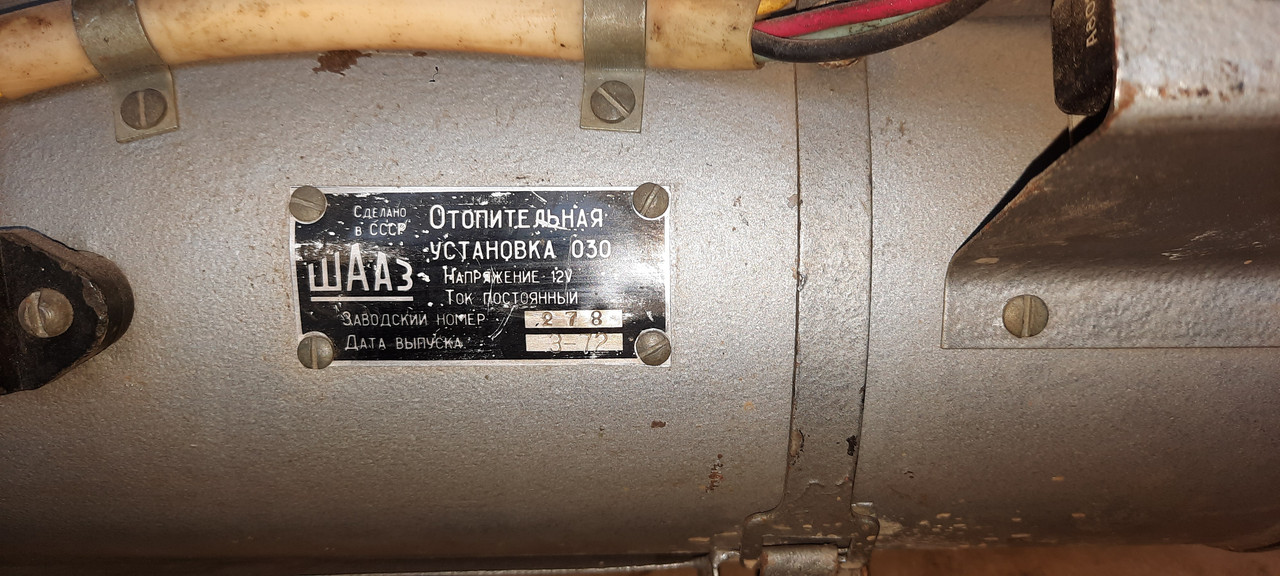 Сделано
в СССР
ШААЗ
Отопительная
установка 030
Напряжение 12V
Ток постоянный
Заводский номер 278
Дата выпуска 3-72